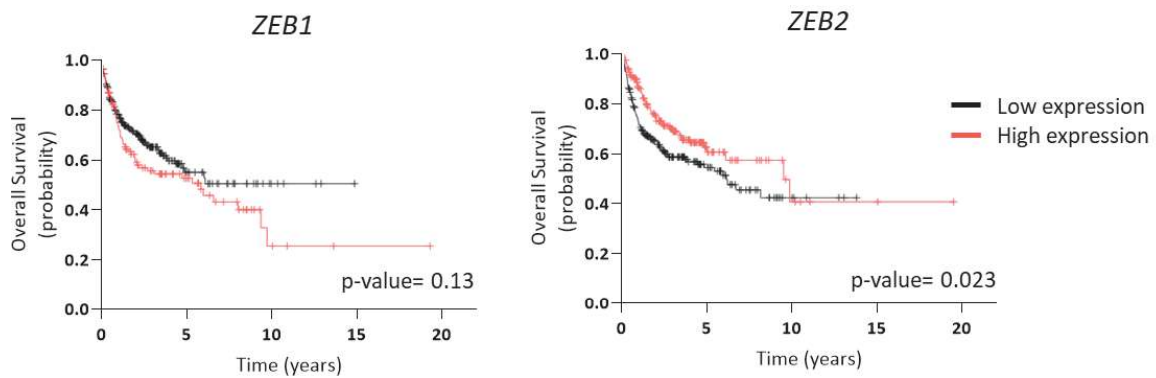 ZEB1
Overall Survival
(probability)
1.0
0.8
0.6
0.4
0.2
0.0
p-value= 0.13
0 5 10 15 20
Time (years)
ZEB2
Overall Survival
(probability)
1.0
0.8
0.6
0.4
0.2
0.0
p-value= 0.023
0 5 10 15 20
Time (years)
Low expression
High expression